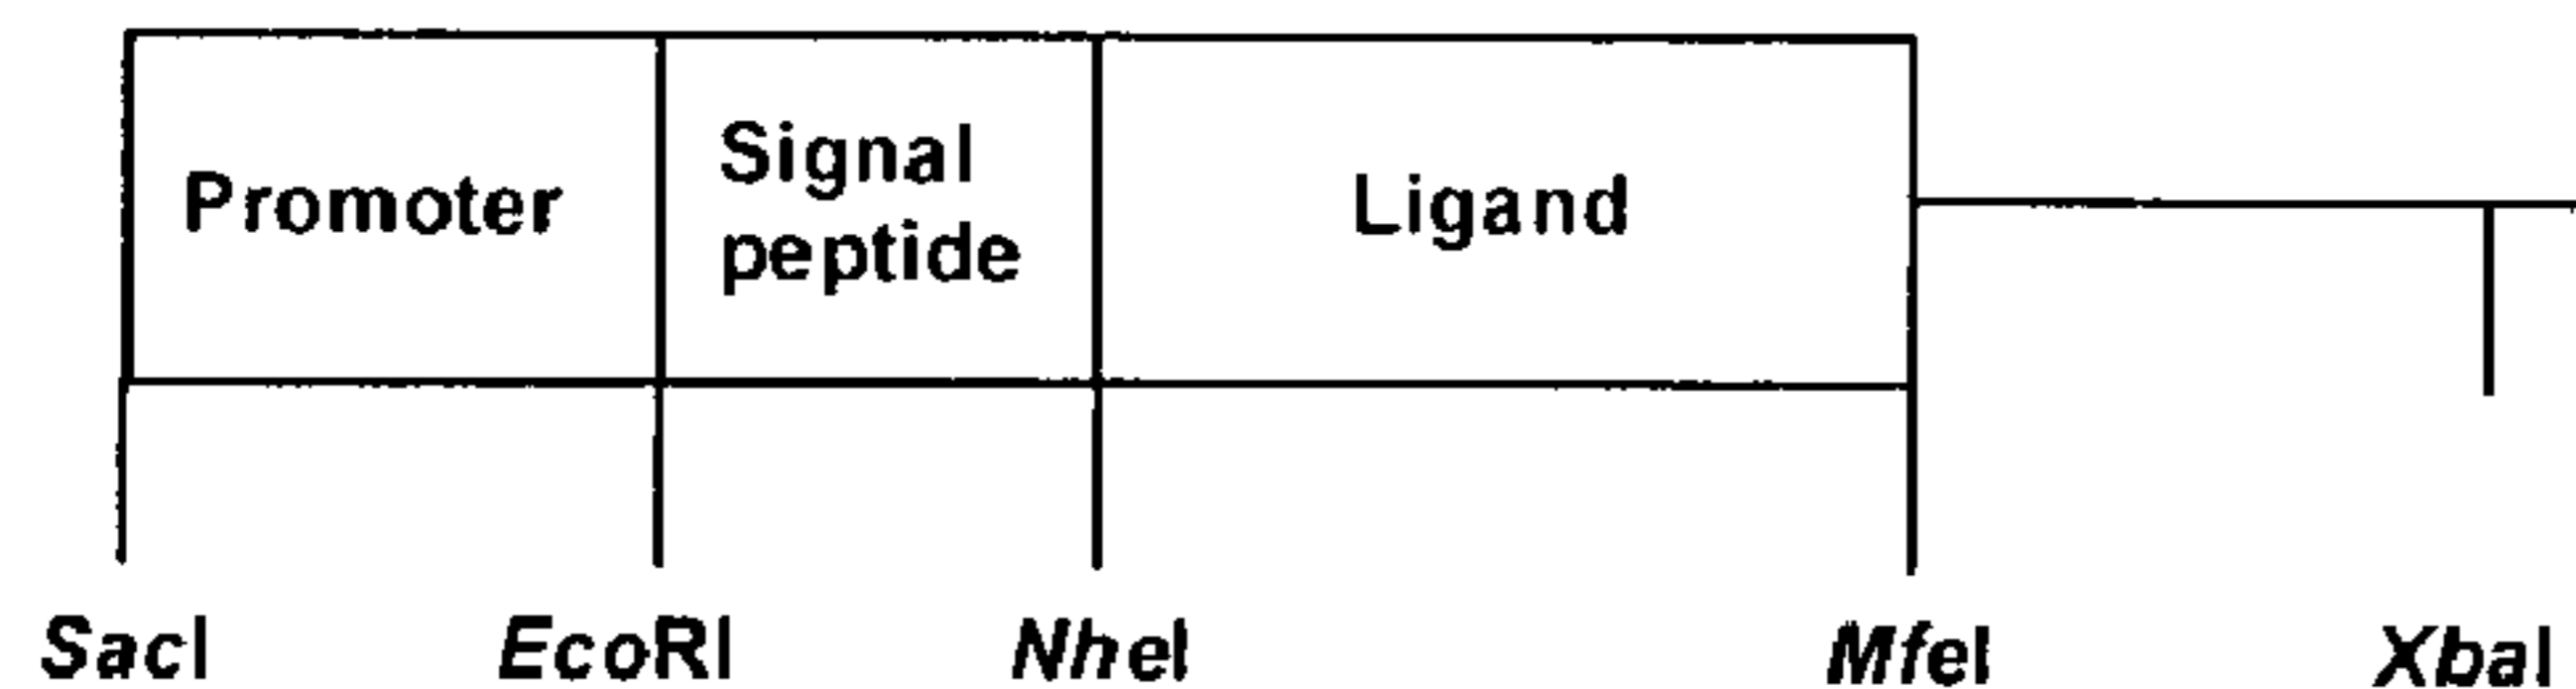 Promoter
Signal
peptide
Ligand
SacI
EcoRI
NheI
MfeI
XbaI